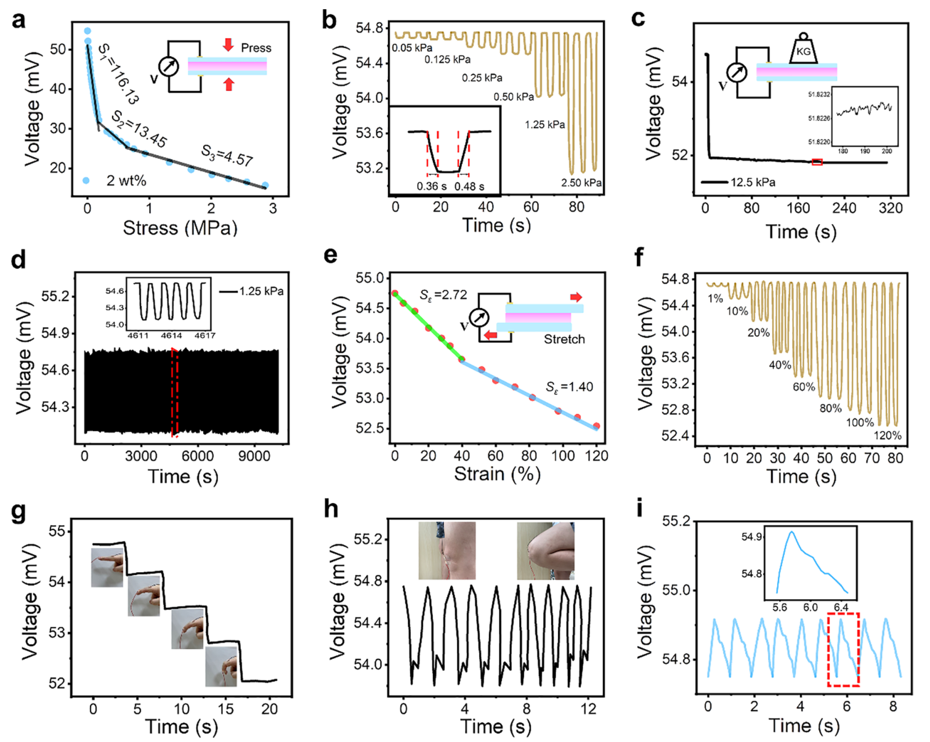 a
Voltage (mV)
50
40
30
20
S₁=116.13
S₂=13.45
S₃=4.57
V
Press
2 wt%
0 1 2 3
Stress (MPa)
b
Voltage (mV)
54.8
54.4
54.0
53.6
53.2
0.05 kPa
0.125 kPa
0.25 kPa
0.50 kPa
1.25 kPa
2.50 kPa
0.36 s 0.48 s
0 20 40 60 80
Time (s)
c
Voltage (mV)
54
52
V
KG
51.8232
51.8226
51.8220
180 190 200
12.5 kPa
0 80 160 240 320
Time (s)
d
Voltage (mV)
55.2
54.9
54.6
54.3
54.6
54.3
54.0
4611 4614 4617
1.25 kPa
0 3000 6000 9000
Time (s)
e
Voltage (mV)
55.0
54.5
54.0
53.5
53.0
52.5
Sε=2.72
Sε=1.40
V
Stretch
0 20 40 60 80 100 120
Strain (%)
f
Voltage (mV)
54.8
54.4
54.0
53.6
53.2
52.8
52.4
1%
10%
20%
40%
60%
80%
100%
120%
0 10 20 30 40 50 60 70 80
Time (s)
g
Voltage (mV)
55
54
53
52
0 5 10 15 20
Time (s)
h
Voltage (mV)
55.2
54.8
54.4
54.0
0 2 4 6 8 10 12
Time (s)
i
Voltage (mV)
55.2
55.0
54.8
54.9
54.8
5.6 6.0 6.4
0 2 4 6 8
Time (s)